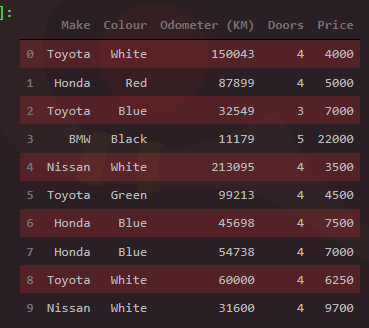 ]:
Make Colour Odometer (KM) Doors Price
0 Toyota White 150043 4 4000
1 Honda Red 87899 4 5000
2 Toyota Blue 32549 3 7000
3 BMW Black 11179 5 22000
4 Nissan White 213095 4 3500
5 Toyota Green 99213 4 4500
6 Honda Blue 45698 4 7500
7 Honda Blue 54738 4 7000
8 Toyota White 60000 4 6250
9 Nissan White 31600 4 9700